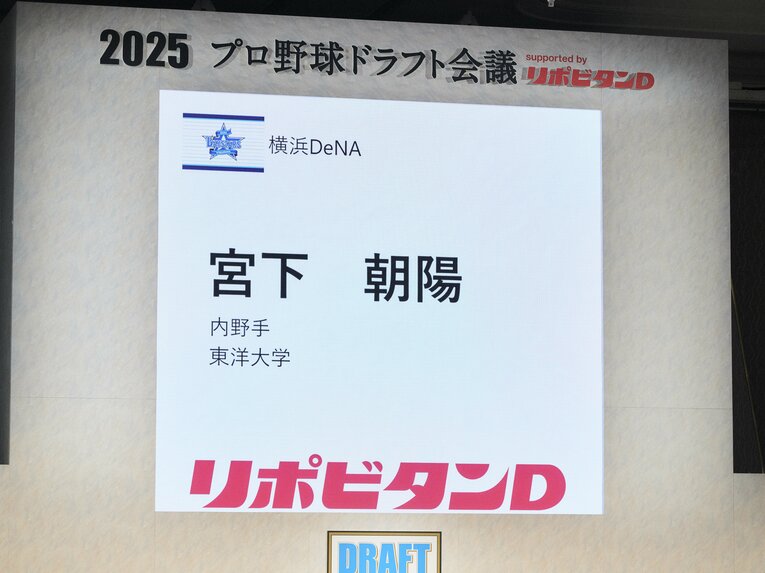 2025 プロ野球ドラフト会議 supported by リポビタンD
横浜DeNA
宮下 朝陽
内野手
東洋大学
リポビタンD
DRAFT